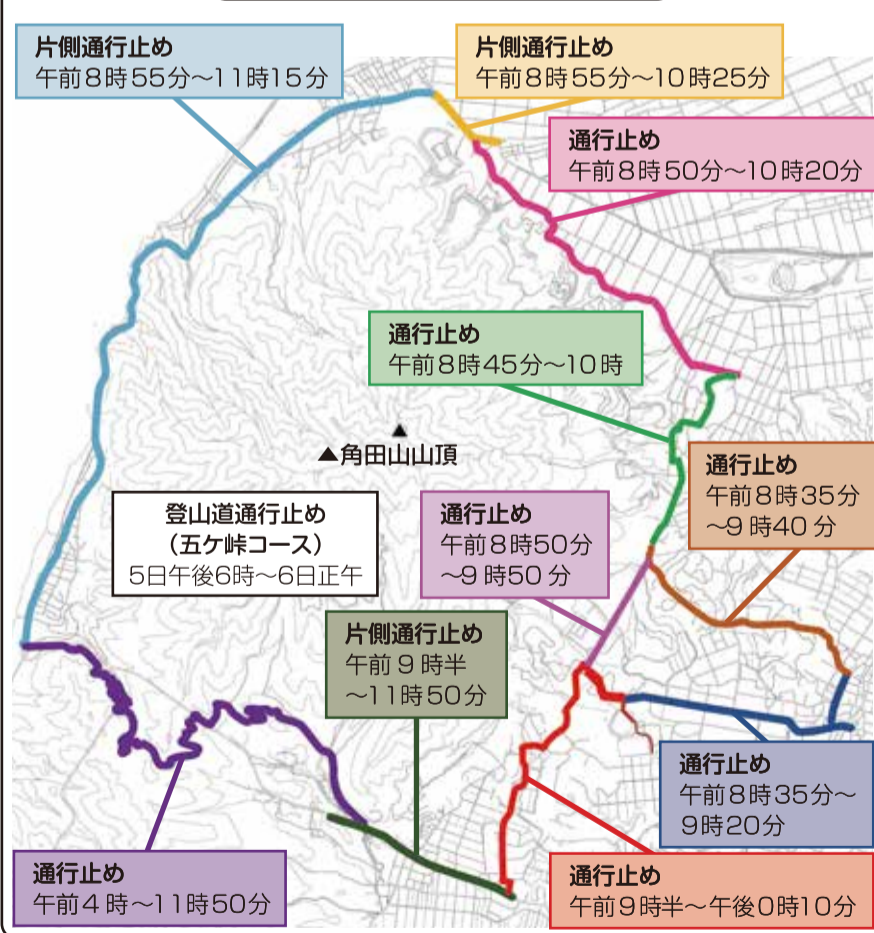 片側通行止め
午前8時55分～11時15分
片側通行止め
午前8時55分～10時25分
通行止め
午前8時50分～10時20分
通行止め
午前8時45分～10時
▲
▲角田山山頂
通行止め
午前8時35分
～9時40分
登山道通行止め
（五ケ峠コース）
5日午後6時～6日正午
通行止め
午前8時50分
～9時50分
片側通行止め
午前9時半
～11時50分
通行止め
午前8時35分～
9時20分
通行止め
午前4時～11時50分
通行止め
午前9時半～午後0時10分